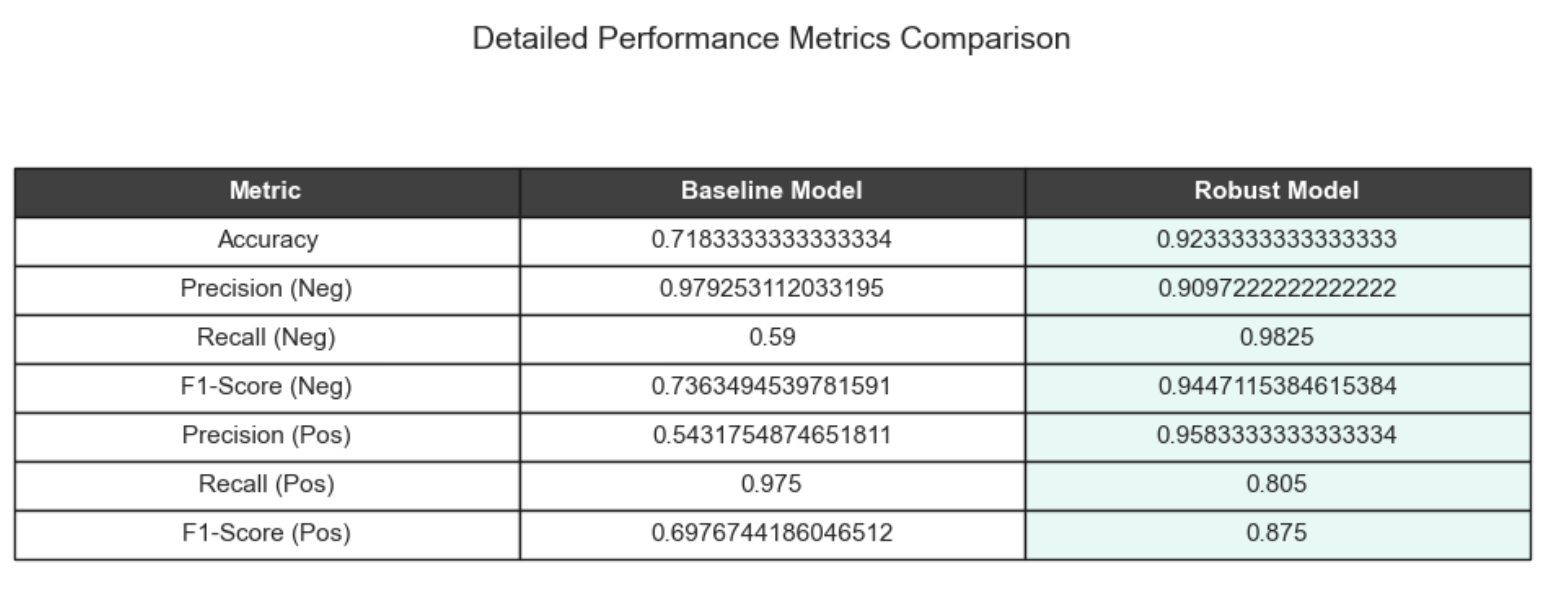 Detailed Performance Metrics Comparison
Metric Baseline Model Robust Model
Accuracy 0.7183333333333334 0.9233333333333333
Precision (Neg) 0.979253112033195 0.9097222222222222
Recall (Neg) 0.59 0.9825
F1-Score (Neg) 0.7363494539781591 0.9447115384615384
Precision (Pos) 0.5431754874651811 0.9583333333333334
Recall (Pos) 0.975 0.805
F1-Score (Pos) 0.6976744186046512 0.875